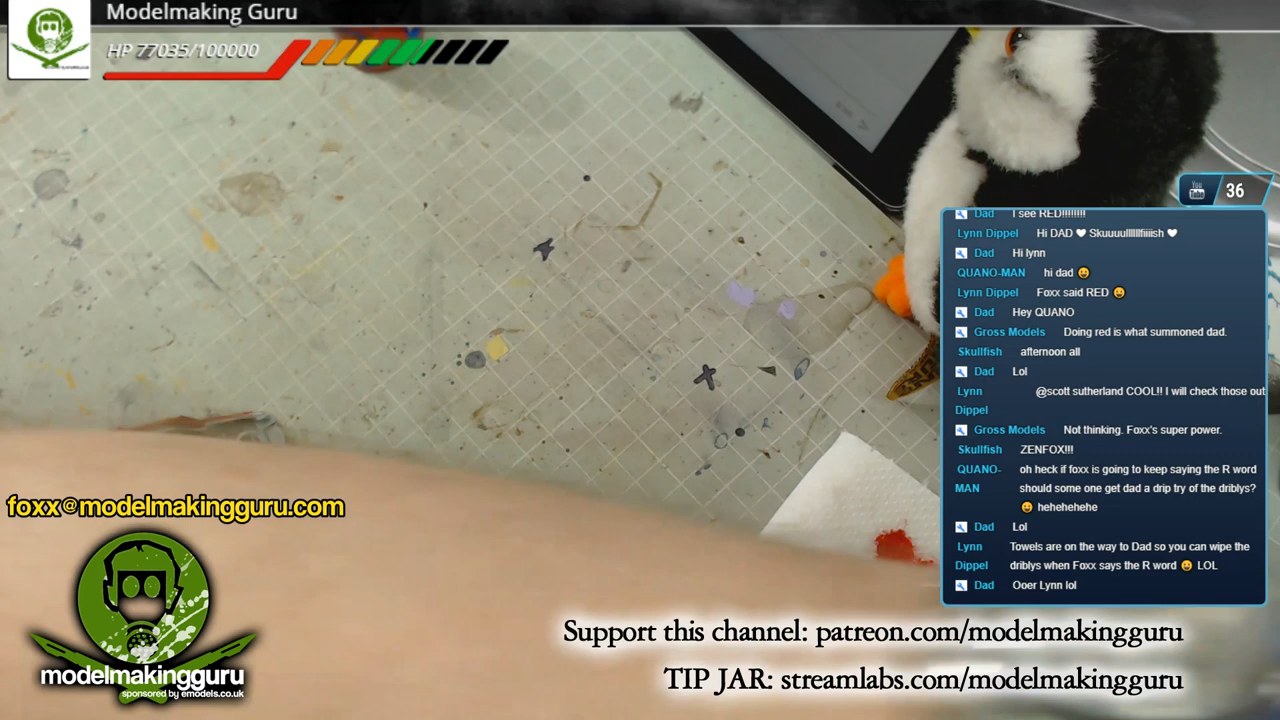 Modelmaking Guru
HP 77035/100000
You
Tube
36
Dad I see RED!!!!!!!!
Lynn Dippel Hi DAD ❤ Skuuuullllllfiiiish ❤
Dad Hi lynn
QUANO-MAN hi dad 😛
Lynn Dippel Foxx said RED 😛
Dad Hey QUANO
Gross Models Doing red is what summoned dad.
Skullfish afternoon all
Dad Lol
Lynn @scott sutherland COOL!! I will check those out
Dippel
Gross Models Not thinking. Foxx's super power.
Skullfish ZENFOX!!!
QUANO- oh heck if foxx is going to keep saying the R word
MAN should some one get dad a drip try of the driblys?
😛 hehehehehe
Dad Lol
Lynn Towels are on the way to Dad so you can wipe the
Dippel driblys when Foxx says the R word 😛 LOL
Dad Ooer Lynn lol
foxx@modelmakingguru.com
modelmakingguru
sponsored by emodels.co.uk
Support this channel: patreon.com/modelmakingguru
TIP JAR: streamlabs.com/modelmakingguru